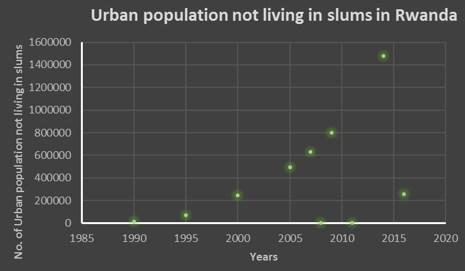 Urban population not living in slums in Rwanda
No. of Urban population not living in slums
1600000
1400000
1200000
1000000
800000
600000
400000
200000
0
1985 1990 1995 2000 2005 2010 2015 2020
Years